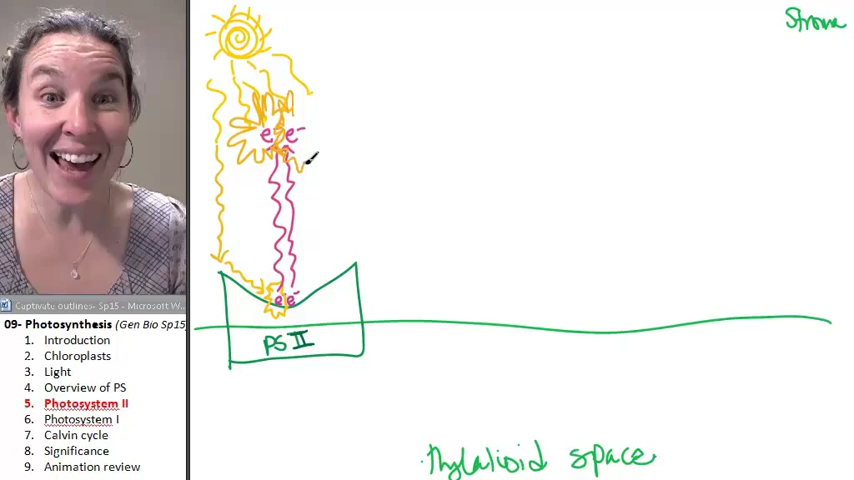 Stroma
e- e-
e- e-
PS II
thylakoid space
Captivate outlines- Sp15 - Microsoft W...
09- Photosynthesis (Gen Bio Sp15)
1. Introduction
2. Chloroplasts
3. Light
4. Overview of PS
5. Photosystem II
6. Photosystem I
7. Calvin cycle
8. Significance
9. Animation review